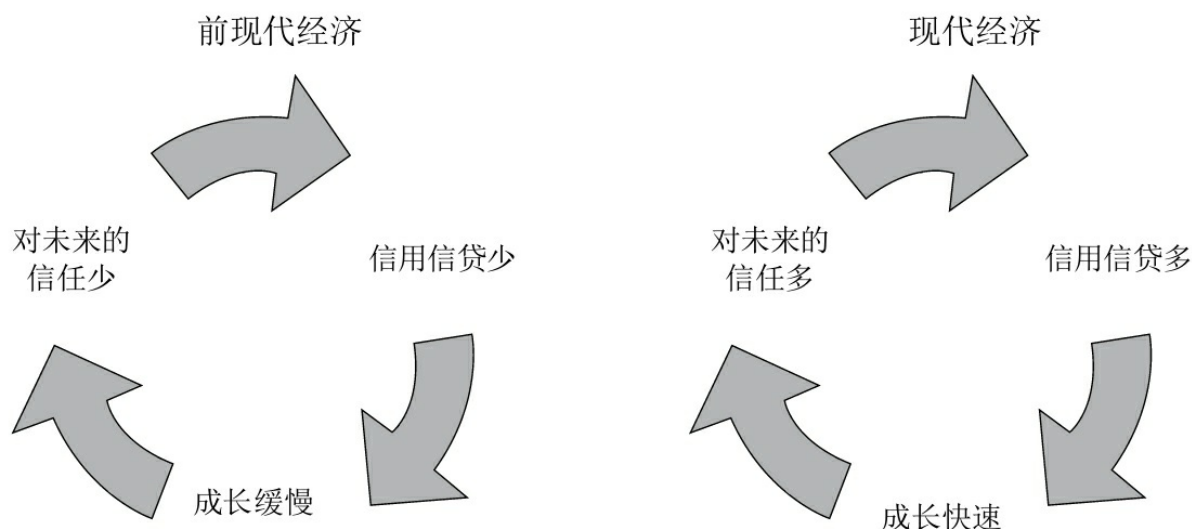 前现代经济
对未来的
信任少
信用信贷少
成长缓慢
现代经济
对未来的
信任多
信用信贷多
成长快速